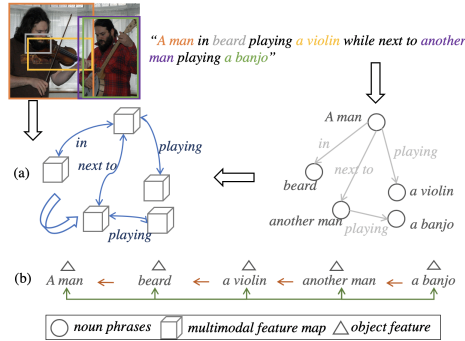 “A man in beard playing a violin while next to another
man playing a banjo”
(a)
in
next to
playing
playing
A man
in
next to
playing
beard
a violin
another man
playing
a banjo
(b)
A man beard a violin another man a banjo
noun phrases multimodal feature map object feature